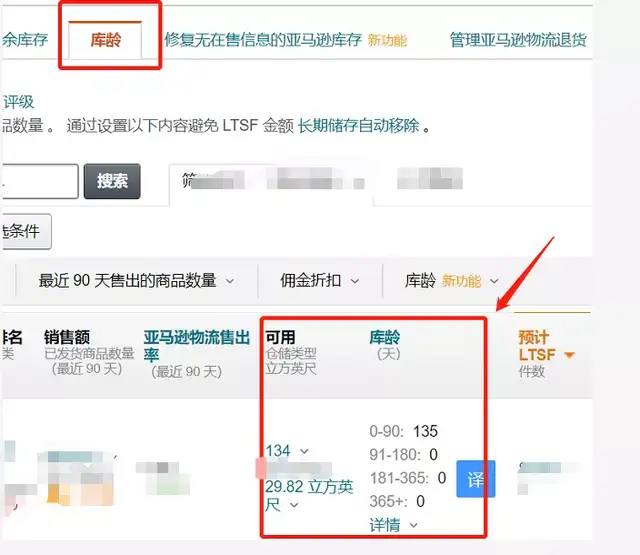 余库存 库龄 修复无在售信息的亚马逊库存 新功能 管理亚马逊物流退货
评级
品数量 。 通过设置以下内容避免 LTSF 金额 长期储存自动移除 。
搜索
选条件
最近 90 天售出的商品数量 佣金折扣 库龄 新功能
排名 销售额 亚马逊物流售出率 可用 库龄 预计 LTSF
类 已发货商品数量 (最近 90 天) (最近 90 天) 仓储类型 立方英尺 (天) 件数
134
29.82 立方英尺
0-90: 135
91-180: 0
181-365: 0
365+: 0
详情
译